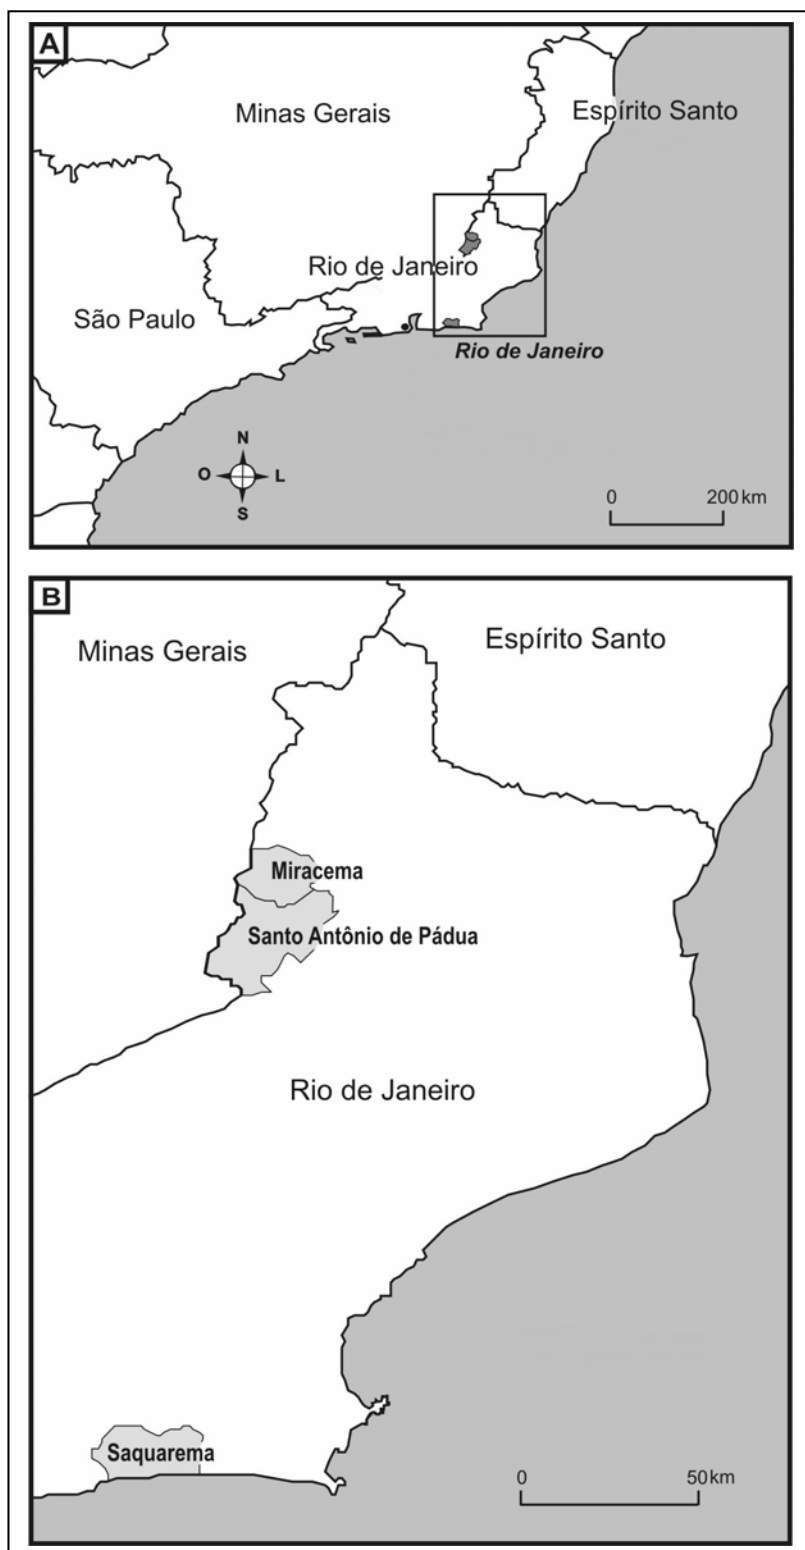 A
Minas Gerais
Espírito Santo
Rio de Janeiro
São Paulo
Rio de Janeiro
N
O
L
S
0
200 km
B
Minas Gerais
Espírito Santo
Miracema
Santo Antônio de Pádua
Rio de Janeiro
Saquarema
0
50 km